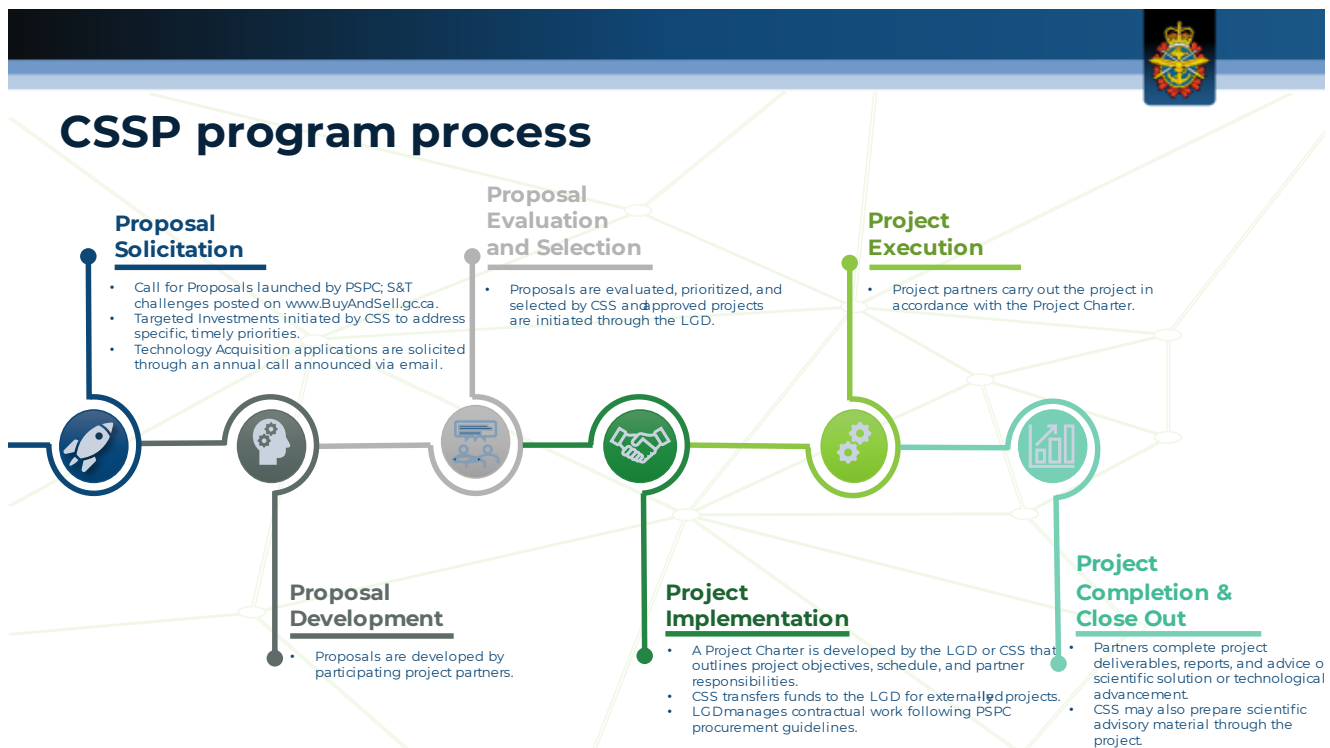 CSSP program process
Proposal
Solicitation
• Call for Proposals launched by PSPC; S&T
challenges posted on www.BuyAndSell.gc.ca.
• Targeted Investments initiated by CSS to address
specific, timely priorities.
• Technology Acquisition applications are solicited
through an annual call announced via email.
Proposal
Development
• Proposals are developed by
participating project partners.
Proposal
Evaluation
and Selection
• Proposals are evaluated, prioritized, and
selected by CSS and approved projects
are initiated through the LGD.
Project
Implementation
• A Project Charter is developed by the LGD or CSS that
outlines project objectives, schedule, and partner
responsibilities.
• CSS transfers funds to the LGD for externally-led projects.
• LGDmanages contractual work following PSPC
procurement guidelines.
Project
Execution
• Project partners carry out the project in
accordance with the Project Charter.
Project
Completion &
Close Out
• Partners complete project
deliverables, reports, and advice o
scientific solution or technological
advancement.
• CSS may also prepare scientific
advisory material through the
project.